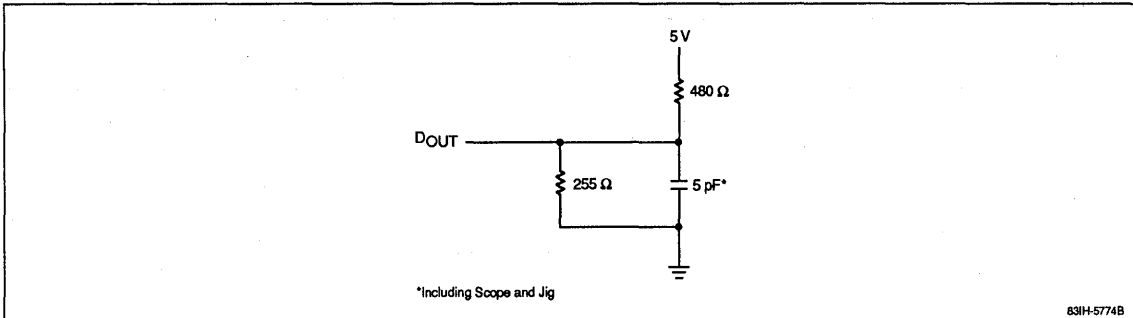 5 V
480 Ω
DOUT
255 Ω
5 pF*
*Including Scope and Jig
83IH-5774B